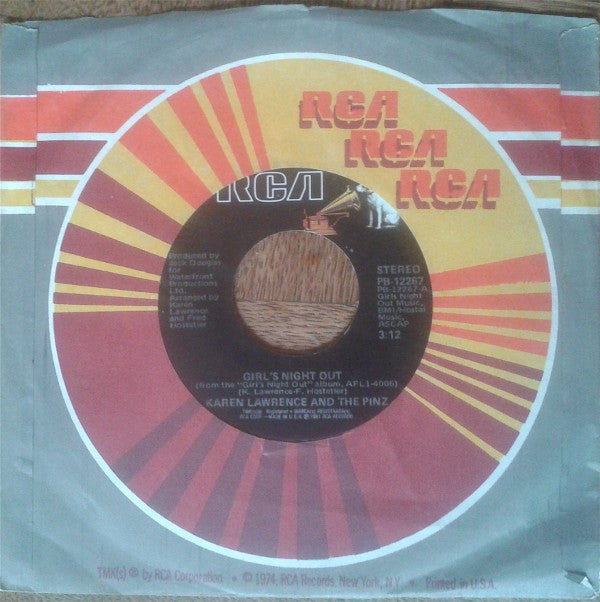 RCA
RCA
RCA
RCA
Produced by
Jack Douglas
for
Waterfront
Productions
Ltd.
Arranged by
Karen
Lawrence
and Fred
Hostetler
STEREO
PB-12267
PB-12267-A
Girls Night
Out Music,
BMI/Hostal
Music,
ASCAP
3:12
GIRL'S NIGHT OUT
(from the "Girl's Night Out" album, AFL1-4006)
(K. Lawrence-F. Hostetler)
KAREN LAWRENCE AND THE PINZ
TMK(s) ® by RCA Corporation • © 1974, RCA Records, New York, N.Y. • Printed in U.S.A.